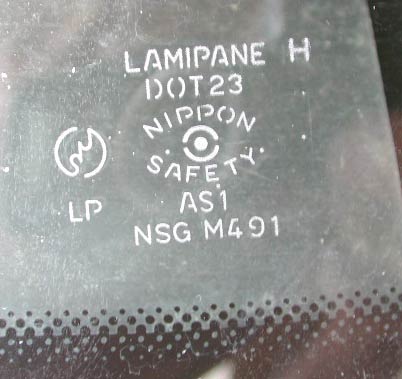 LAMIPANE H
DOT23
NIPPON
SAFETY
LP
AS1
NSG M491